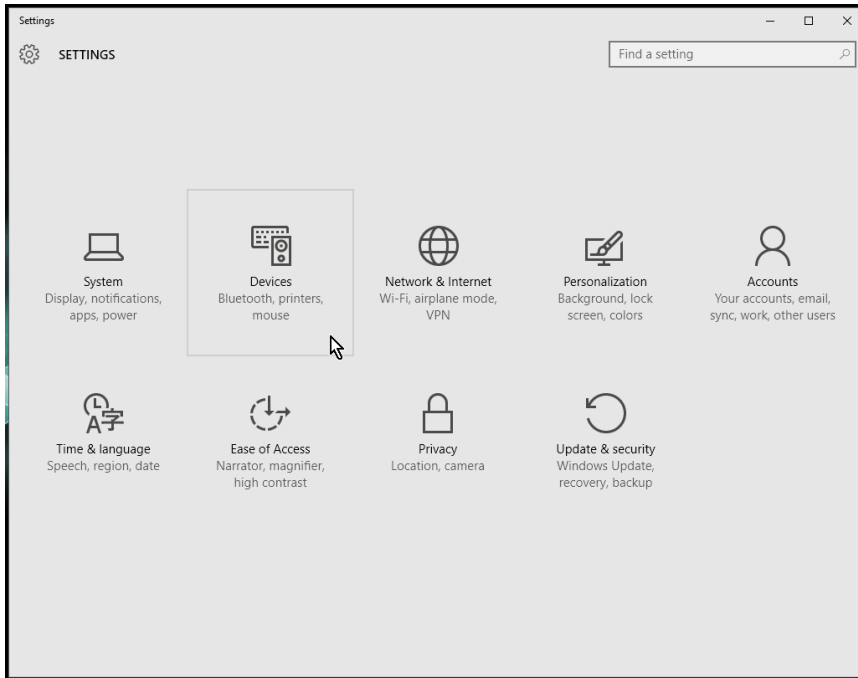 Settings
SETTINGS
Find a setting
System
Display, notifications,
apps, power
Devices
Bluetooth, printers,
mouse
Network & Internet
Wi-Fi, airplane mode,
VPN
Personalization
Background, lock
screen, colors
Accounts
Your accounts, email,
sync, work, other users
A字
Time & language
Speech, region, date
Ease of Access
Narrator, magnifier,
high contrast
Privacy
Location, camera
Update & security
Windows Update,
recovery, backup